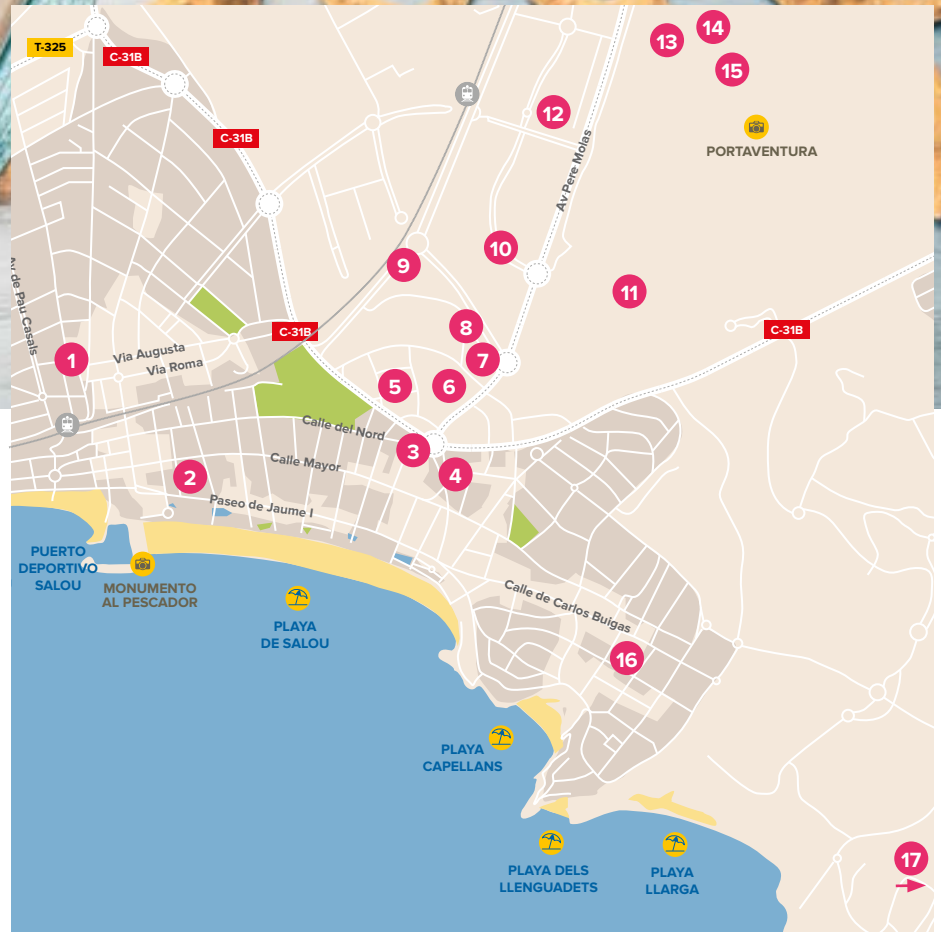 T-325
C-31B
13
14
15
C-31B
12
PORTAVENTURA
Av Pere Molas
10
9
11
Av de Pau Casals
C-31B
8
C-31B
1
Via Augusta
Via Roma
7
5
6
Calle del Nord
3
Calle Mayor
4
2
Paseo de Jaume I
PUERTO
DEPORTIVO
SALOU
MONUMENTO
AL PESCADOR
PLAYA
DE SALOU
Calle de Carlos Buigas
16
PLAYA
CAPELLANS
PLAYA DELS
LLENGUADETS
PLAYA
LLARGA
17